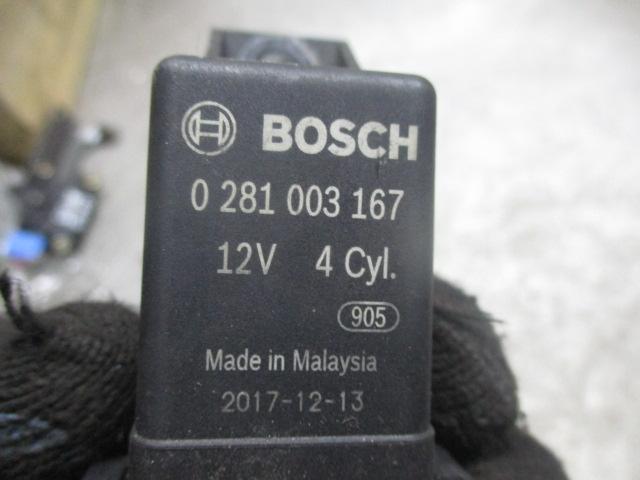 BOSCH
0 281 003 167
12V 4 Cyl.
905
Made in Malaysia
2017-12-13